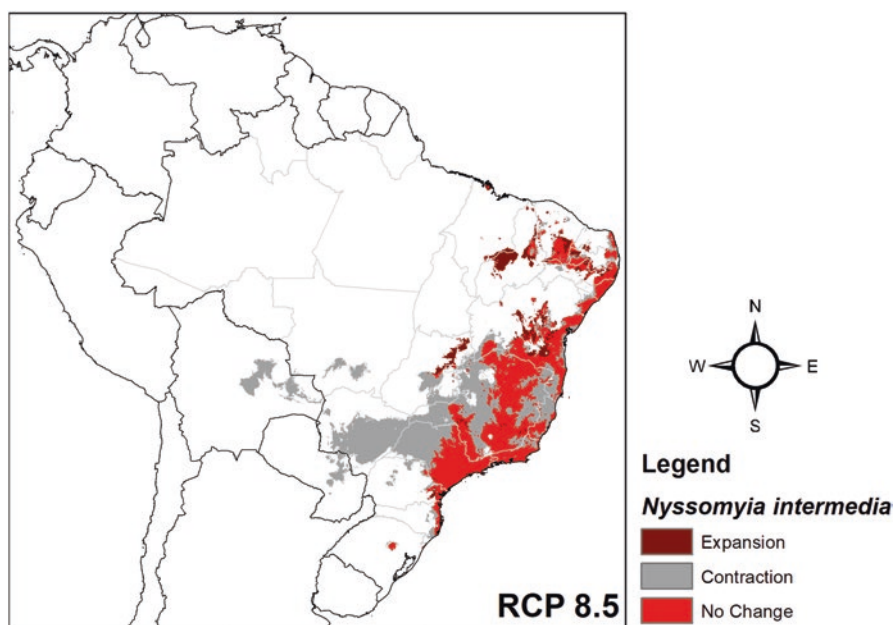 RCP 8.5
N
W E
S
Legend
Nyssomyia intermedia
Expansion
Contraction
No Change